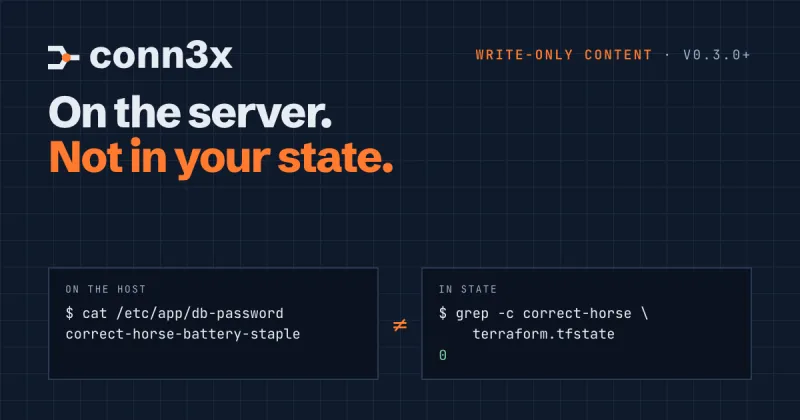 conn3x
WRITE-ONLY CONTENT · V0.3.0+
On the server.
Not in your state.
ON THE HOST
$ cat /etc/app/db-password
correct-horse-battery-staple
≠
IN STATE
$ grep -c correct-horse \
terraform.tfstate
0